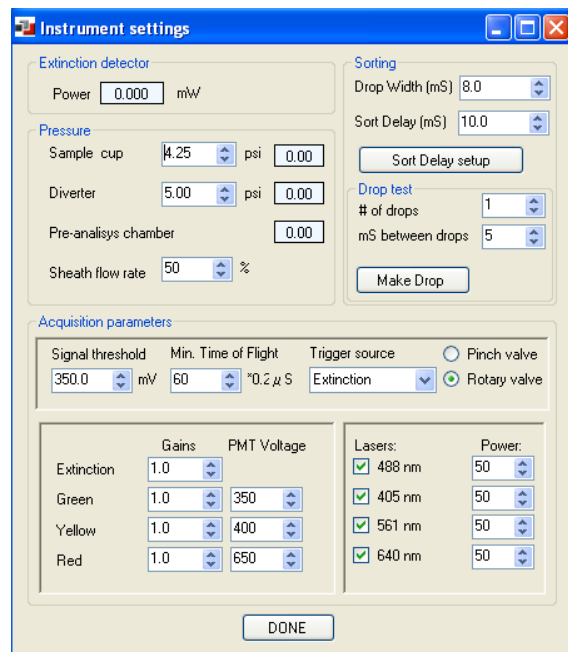 Instrument settings
Extinction detector
Power 0.000 mW
Pressure
Sample cup 4.25 psi 0.00
Diverter 5.00 psi 0.00
Pre-analisys chamber 0.00
Sheath flow rate 50 %
Sorting
Drop Width (mS) 8.0
Sort Delay (mS) 10.0
Sort Delay setup
Drop test
# of drops 1
mS between drops 5
Make Drop
Acquisition parameters
Signal threshold Min. Time of Flight Trigger source Pinch valve
350.0 mV 60 *0.2 μ S Extinction Rotary valve
Gains PMT Voltage
Extinction 1.0
Green 1.0 350
Yellow 1.0 400
Red 1.0 650
Lasers: Power:
488 nm 50
405 nm 50
561 nm 50
640 nm 50
DONE